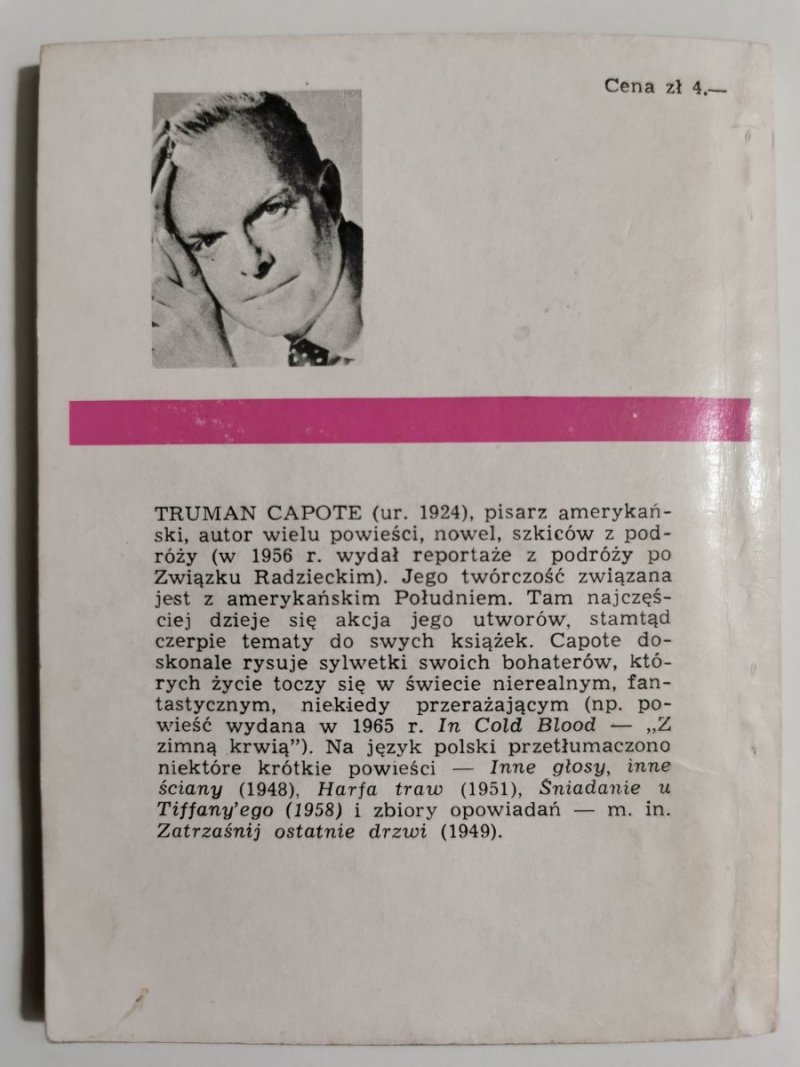 Cena zł 4,—
TRUMAN CAPOTE (ur. 1924), pisarz amerykań-
ski, autor wielu powieści, nowel, szkiców z pod-
róży (w 1956 r. wydał reportaże z podróży po
Związku Radzieckim). Jego twórczość związana
jest z amerykańskim Południem. Tam najczęś-
ciej dzieje się akcja jego utworów, stamtąd
czerpie tematy do swych książek. Capote do-
skonale rysuje sylwetki swoich bohaterów, któ-
rych życie toczy się w świecie nierealnym, fan-
tastycznym, niekiedy przerażającym (np. po-
wieść wydana w 1965 r. In Cold Blood — „Z
zimną krwią”). Na język polski przetłumaczono
niektóre krótkie powieści — Inne głosy, inne
ściany (1948), Harfa traw (1951), Śniadanie u
Tiffany'ego (1958) i zbiory opowiadań — m. in.
Zatrzaśnij ostatnie drzwi (1949).